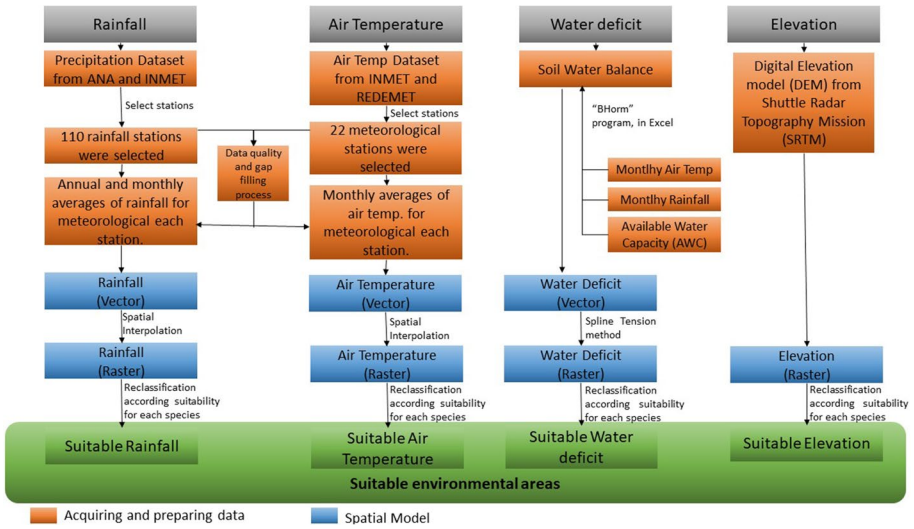 Rainfall
Precipitation Dataset
from ANA and INMET
Select stations
110 rainfall stations
were selected
Annual and monthly
averages of rainfall for
meteorological each
station.
Rainfall
(Vector)
Spatial
Interpolation
Rainfall
(Raster)
Reclassification
according suitability
for each species
Suitable Rainfall
Data quality
and gap
filling
process
Air Temperature
Air Temp Dataset
from INMET and
REDEMET
Select stations
22 meteorological
stations were
selected
Monthly averages of
air temp. for
meteorological each
station.
Air Temperature
(Vector)
Spatial
Interpolation
Air Temperature
(Raster)
Reclassification
according suitability
for each species
Suitable Air
Temperature
Water deficit
Soil Water Balance
"BHorm"
program, in Excel
Montlhy Air Temp
Montlhy Rainfall
Available Water
Capacity (AWC)
Water Deficit
(Vector)
Spline Tension
method
Water Deficit
(Raster)
Reclassification
according suitability
for each species
Suitable Water
deficit
Elevation
Digital Elevation
model (DEM) from
Shuttle Radar
Topography Mission
(SRTM)
Elevation
(Raster)
Reclassification
according suitability
for each species
Suitable Elevation
Suitable environmental areas
Acquiring and preparing data
Spatial Model